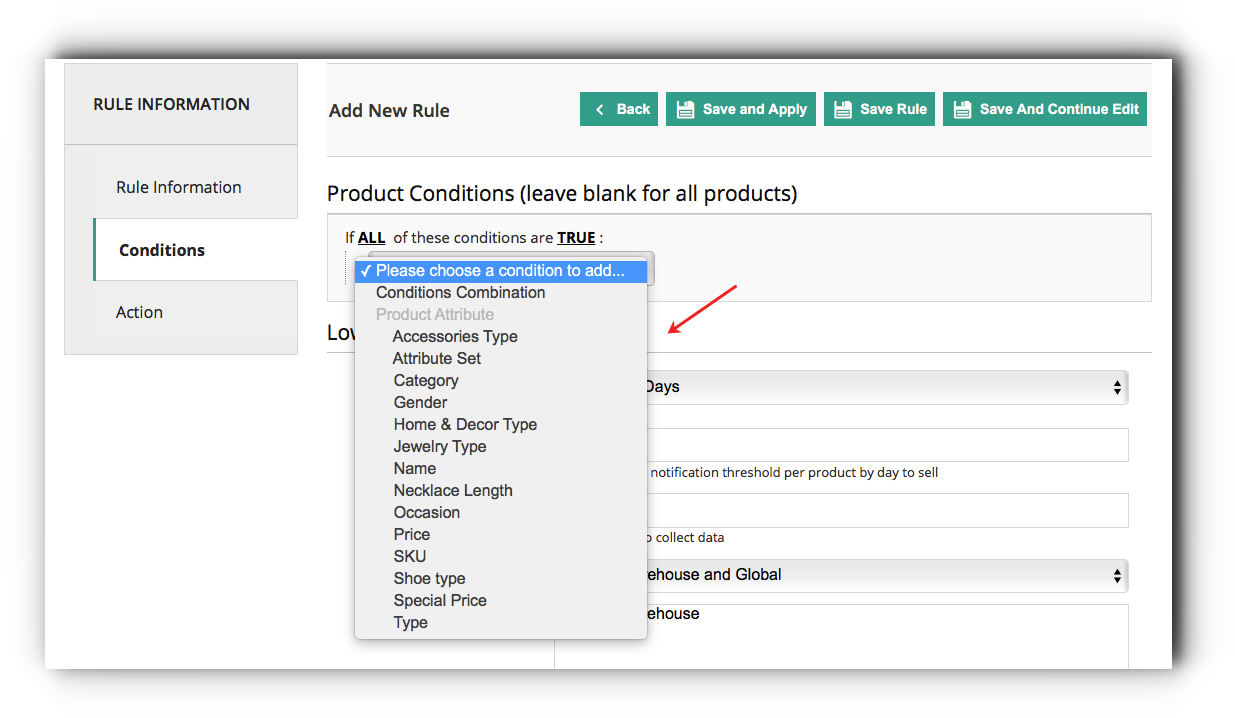 RULE INFORMATION
Rule Information
Conditions
Action
Add New Rule
Back
Save and Apply
Save Rule
Save And Continue Edit
Product Conditions (leave blank for all products)
If ALL of these conditions are TRUE :
✓ Please choose a condition to add...
Conditions Combination
Product Attribute
Accessories Type
Attribute Set
Category
Gender
Home & Decor Type
Jewelry Type
Name
Necklace Length
Occasion
Price
SKU
Shoe type
Special Price
Type
Days
notification threshold per product by day to sell
collect data
and Global